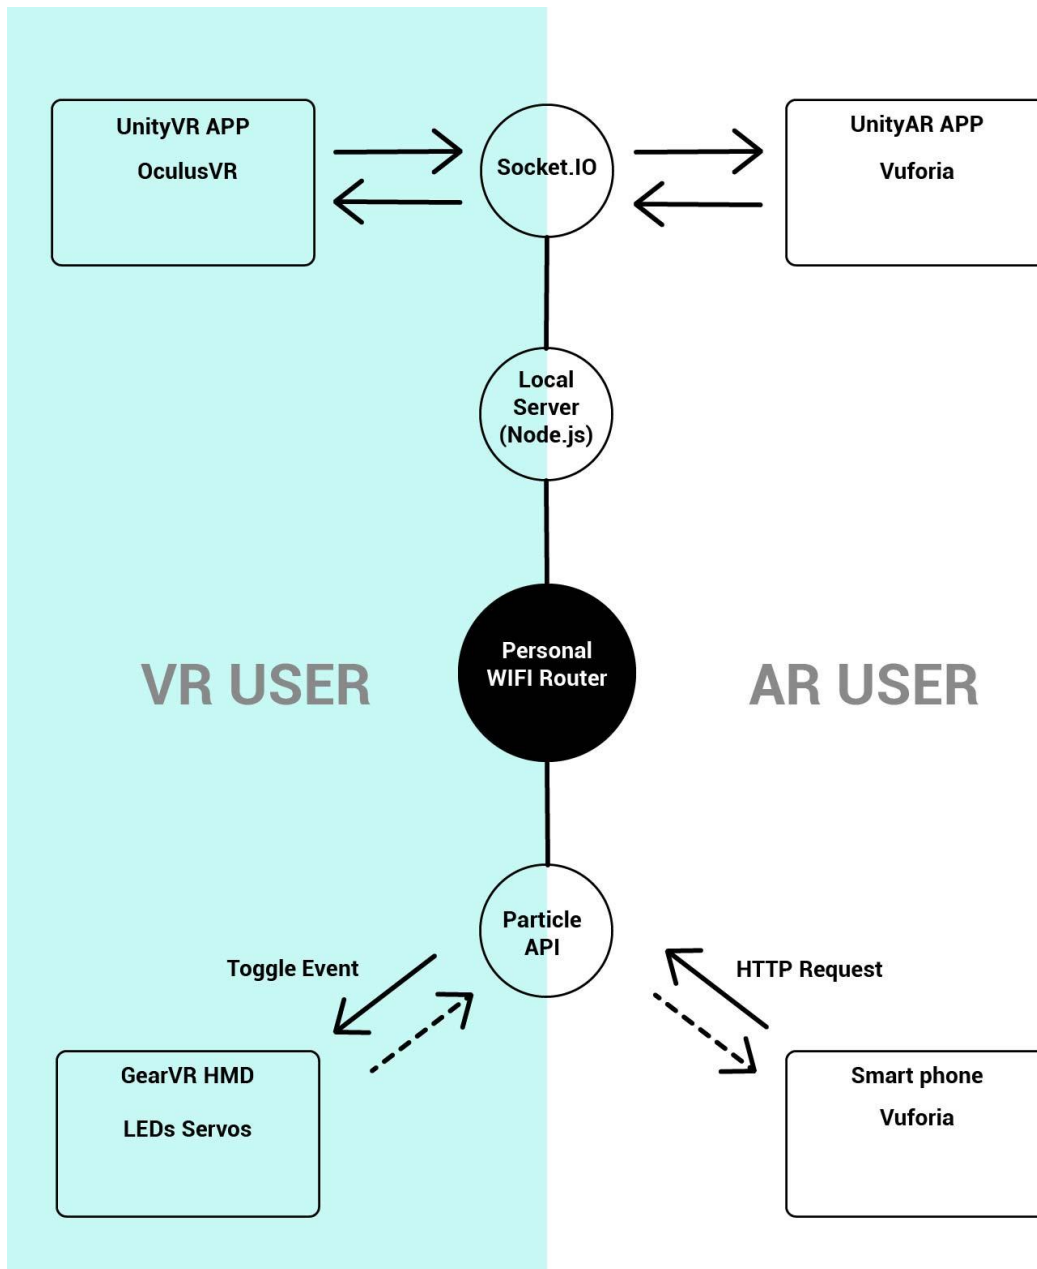 UnityVR APP
OculusVR
Socket.IO
UnityAR APP
Vuforia
Local
Server
(Node.js)
Personal
WIFI Router
VR USER
AR USER
Particle
API
Toggle Event
HTTP Request
GearVR HMD
LEDs Servos
Smart phone
Vuforia